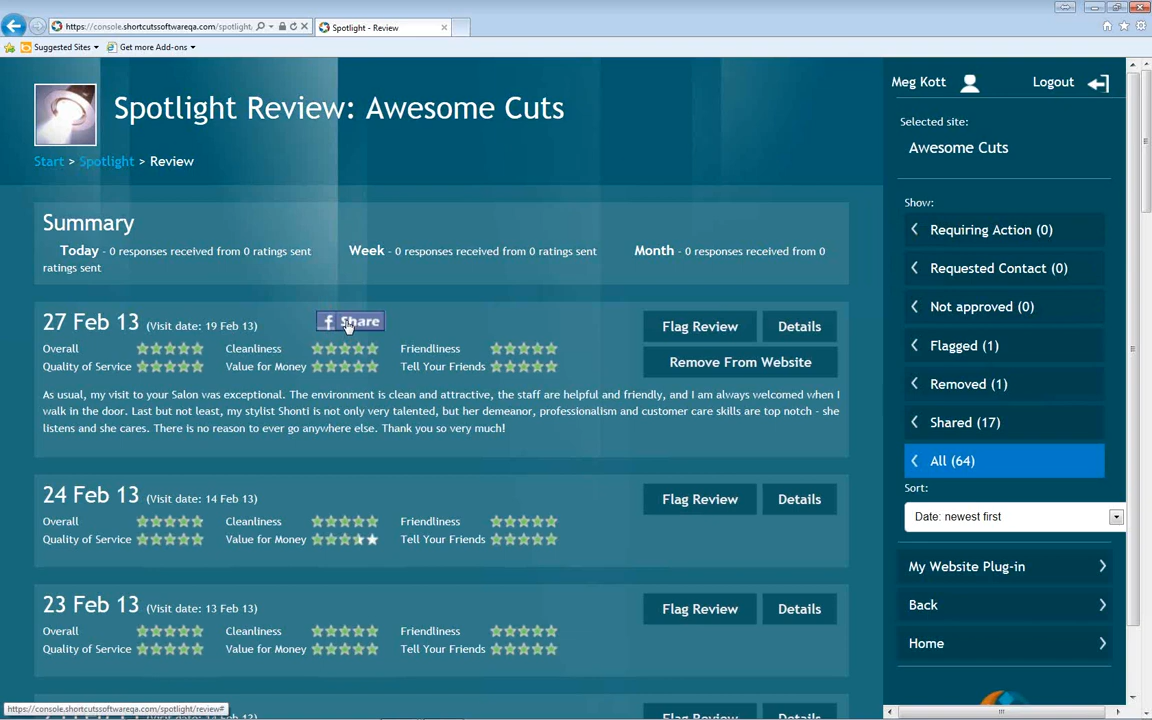 https://console.shortcutssoftwareqa.com/spotlight
Spotlight - Review
Suggested Sites
Get more Add-ons
Meg Kott
Logout
Spotlight Review: Awesome Cuts
Selected site:
Awesome Cuts
Start > Spotlight > Review
Show:
Summary
Today - 0 responses received from 0 ratings sent Week - 0 responses received from 0 ratings sent Month - 0 responses received from 0
ratings sent
Requiring Action (0)
Requested Contact (0)
Not approved (0)
Flagged (1)
Removed (1)
Shared (17)
All (64)
Sort:
Date: newest first
My Website Plug-in
Back
Home
27 Feb 13 (Visit date: 19 Feb 13) f Share
Flag Review Details
Remove From Website
Overall Cleanliness Friendliness
Quality of Service Value for Money Tell Your Friends
As usual, my visit to your Salon was exceptional. The environment is clean and attractive, the staff are helpful and friendly, and I am always welcomed when I
walk in the door. Last but not least, my stylist Shonti is not only very talented, but her demeanor, professionalism and customer care skills are top notch - she
listens and she cares. There is no reason to ever go anywhere else. Thank you so very much!
24 Feb 13 (Visit date: 14 Feb 13)
Flag Review Details
Overall Cleanliness Friendliness
Quality of Service Value for Money Tell Your Friends
23 Feb 13 (Visit date: 13 Feb 13)
Flag Review Details
Overall Cleanliness Friendliness
Quality of Service Value for Money Tell Your Friends
Flag Review Details
https://console.shortcutssoftwareqa.com/spotlight/review#